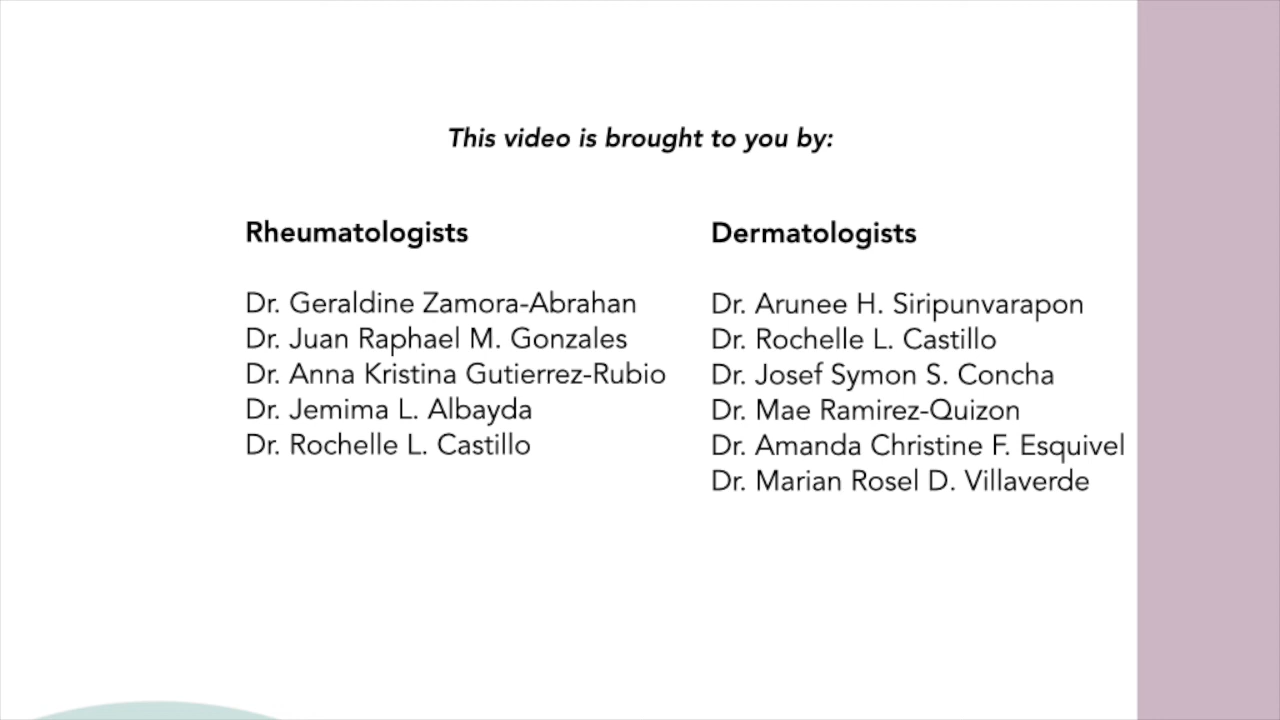 This video is brought to you by:
Rheumatologists
Dr. Geraldine Zamora-Abrahan
Dr. Juan Raphael M. Gonzales
Dr. Anna Kristina Gutierrez-Rubio
Dr. Jemima L. Albayda
Dr. Rochelle L. Castillo
Dermatologists
Dr. Arunee H. Siripunvarapon
Dr. Rochelle L. Castillo
Dr. Josef Symon S. Concha
Dr. Mae Ramirez-Quizon
Dr. Amanda Christine F. Esquivel
Dr. Marian Rosel D. Villaverde